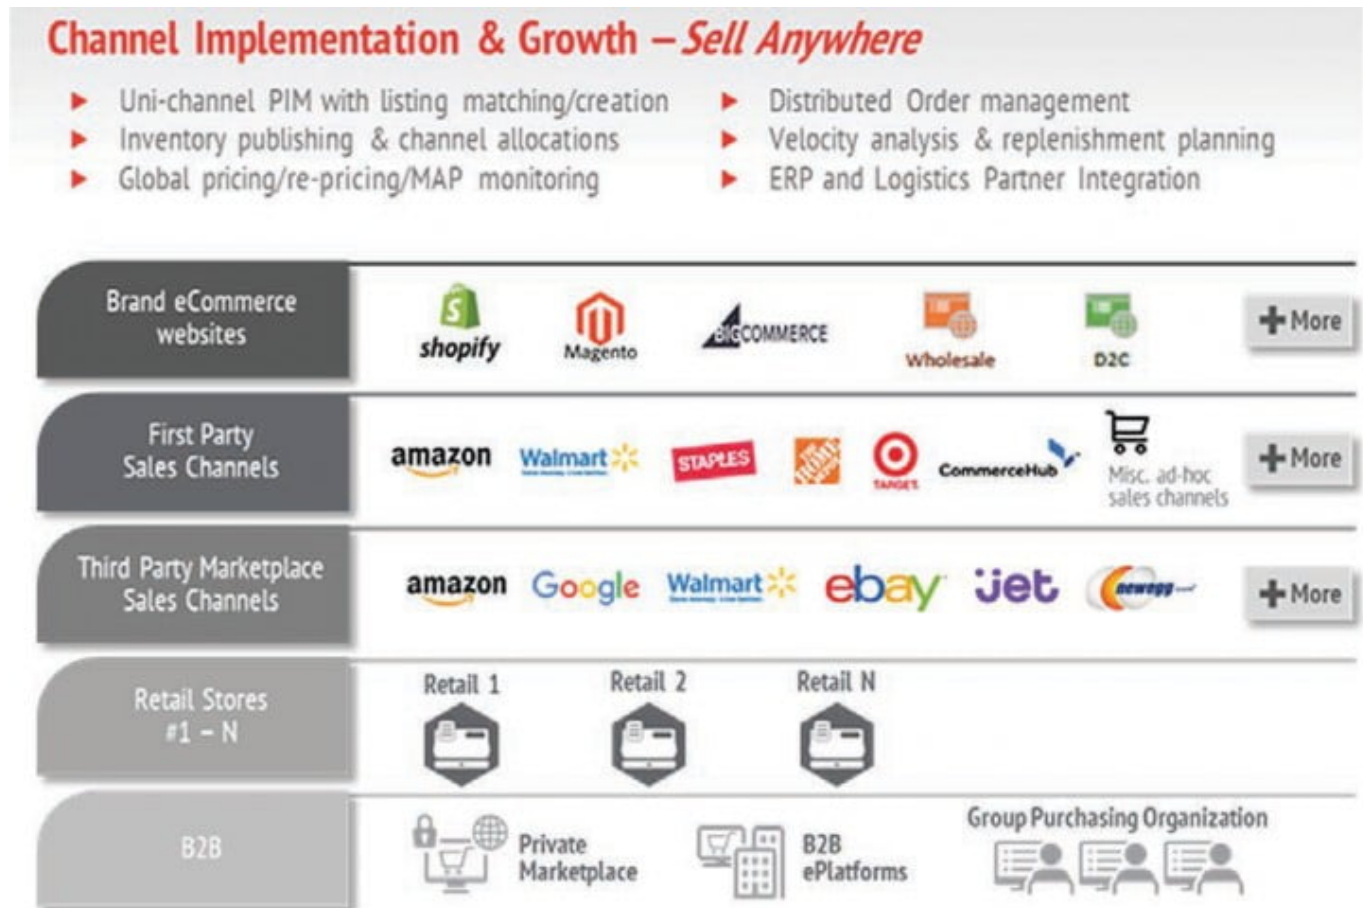 Channel Implementation & Growth – Sell Anywhere
Uni-channel PIM with listing matching/creation
Inventory publishing & channel allocations
Global pricing/re-pricing/MAP monitoring
Distributed Order management
Velocity analysis & replenishment planning
ERP and Logistics Partner Integration
Brand eCommerce
websites
shopify
Magento
BIGCOMMERCE
Wholesale
D2C
+ More
First Party
Sales Channels
amazon
Walmart
STAPLES
THE HOME
TARGET
CommerceHub
Misc. ad-hoc
sales channels
+ More
Third Party Marketplace
Sales Channels
amazon
Google
Walmart
ebay
jet
newegg
+ More
Retail Stores
#1 – N
Retail 1
Retail 2
Retail N
B2B
Private
Marketplace
B2B
ePlatforms
Group Purchasing Organization